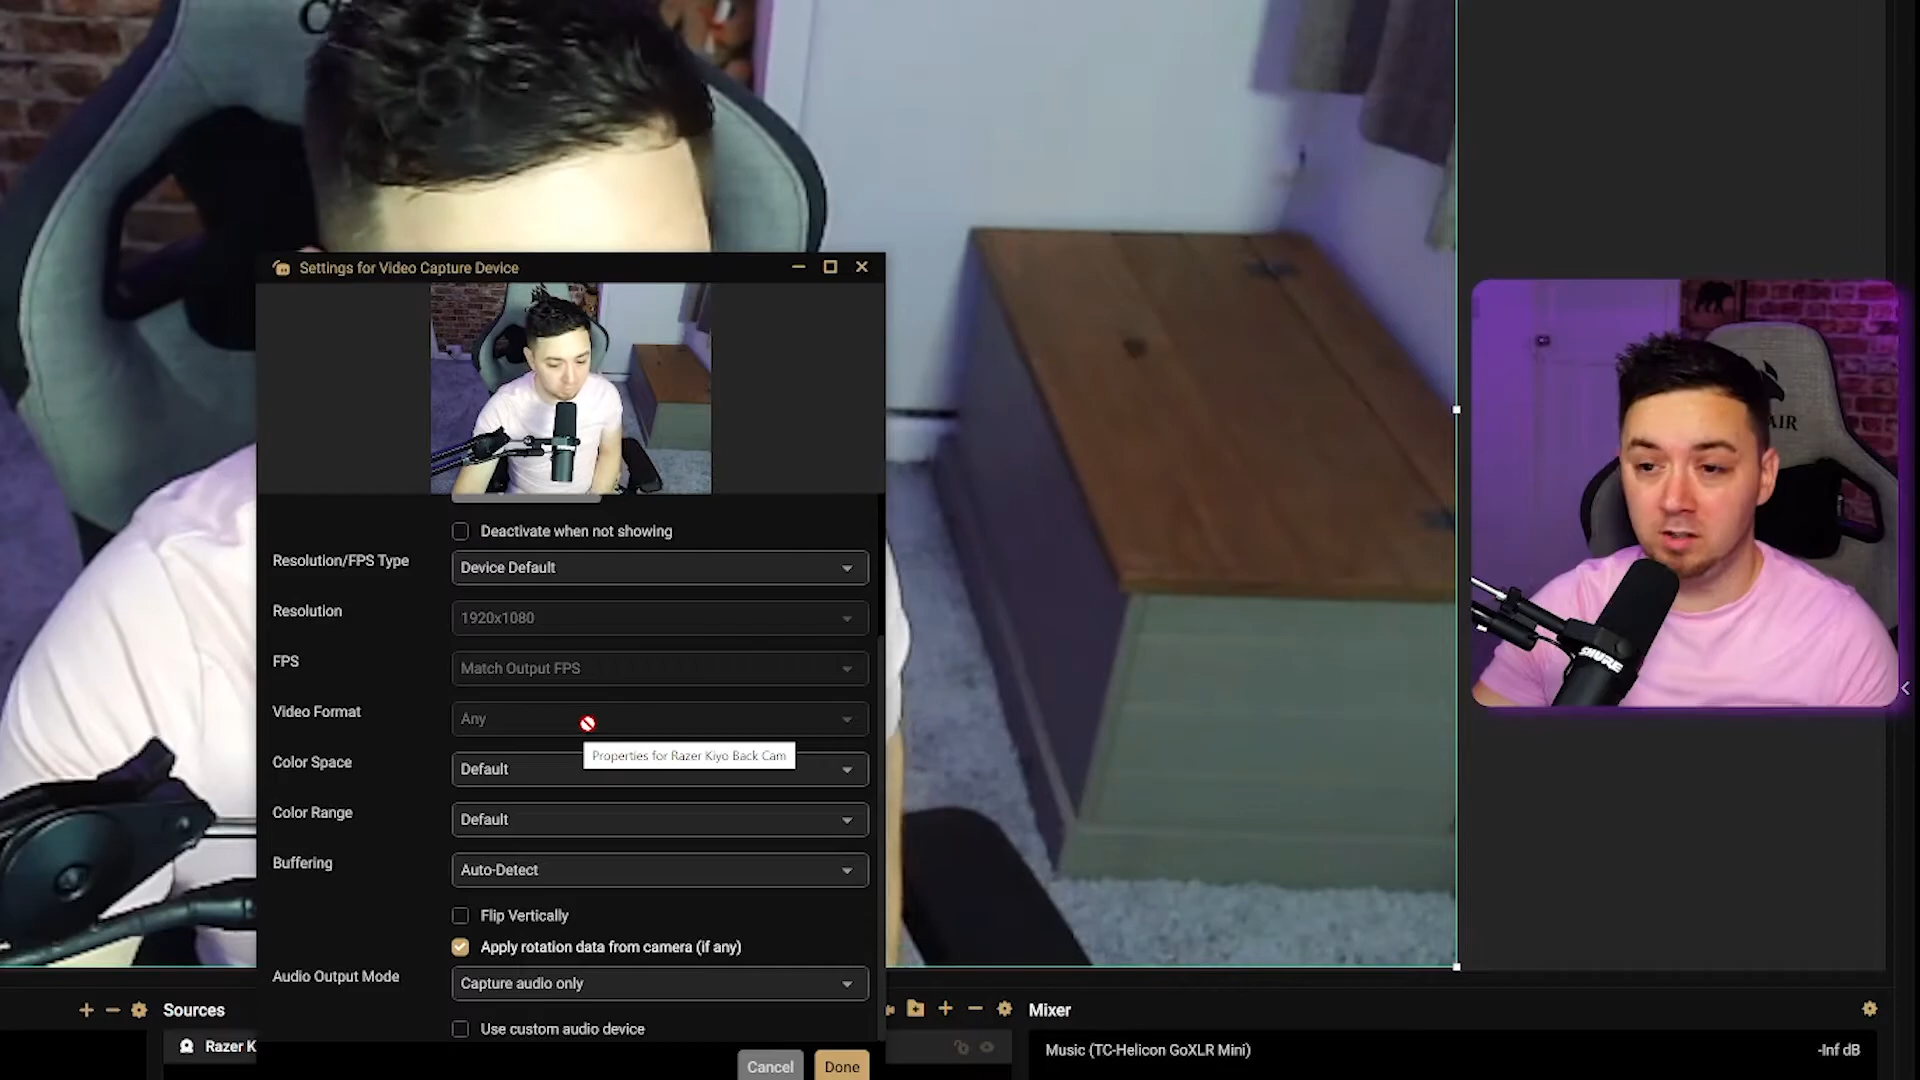 Settings for Video Capture Device
Deactivate when not showing
Resolution/FPS Type
Device Default
Resolution
1920x1080
FPS
Match Output FPS
Video Format
Any
Properties for Razer Kiyo Back Cam
Color Space
Default
Color Range
Default
Buffering
Auto-Detect
Flip Vertically
Apply rotation data from camera (if any)
Audio Output Mode
Capture audio only
Use custom audio device
Cancel
Done
Sources
Razer K
Mixer
Music (TC-Helicon GoXLR Mini)
-Inf dB
AIR
SHURE